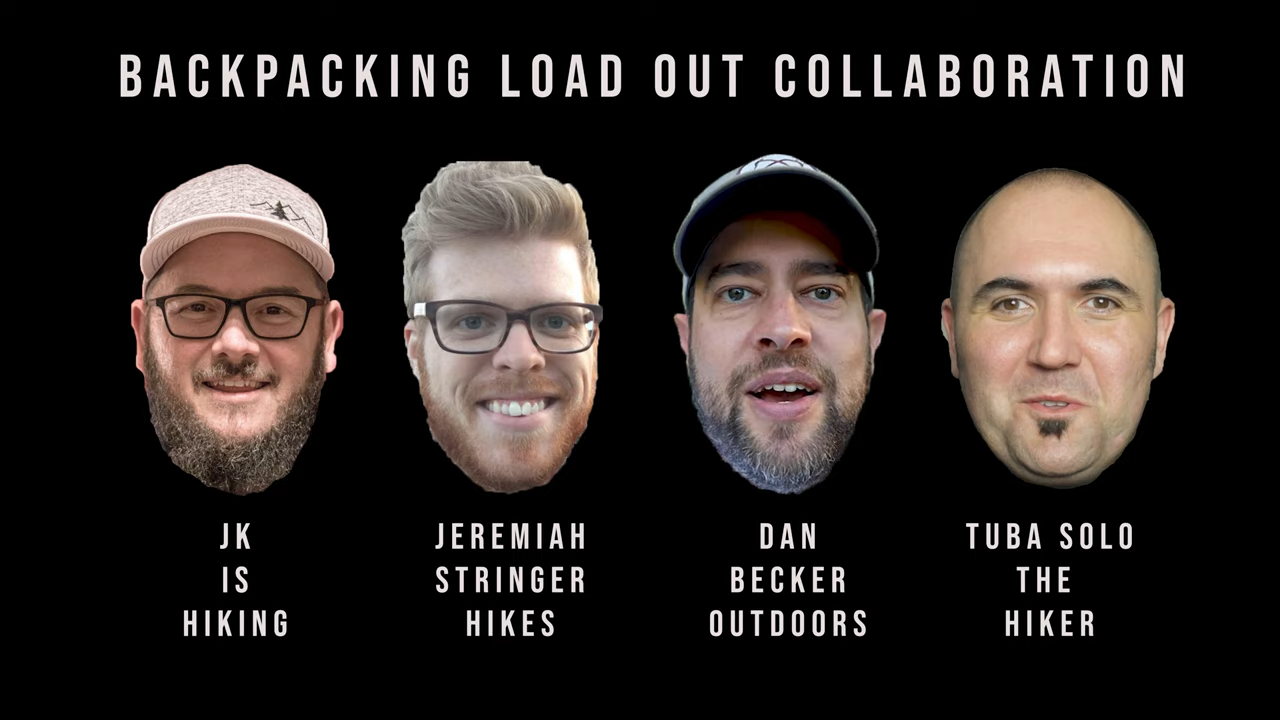 BACKPACKING LOAD OUT COLLABORATION
JK
IS
HIKING
JEREMIAH
STRINGER
HIKES
DAN
BECKER
OUTDOORS
TUBA SOLO
THE
HIKER